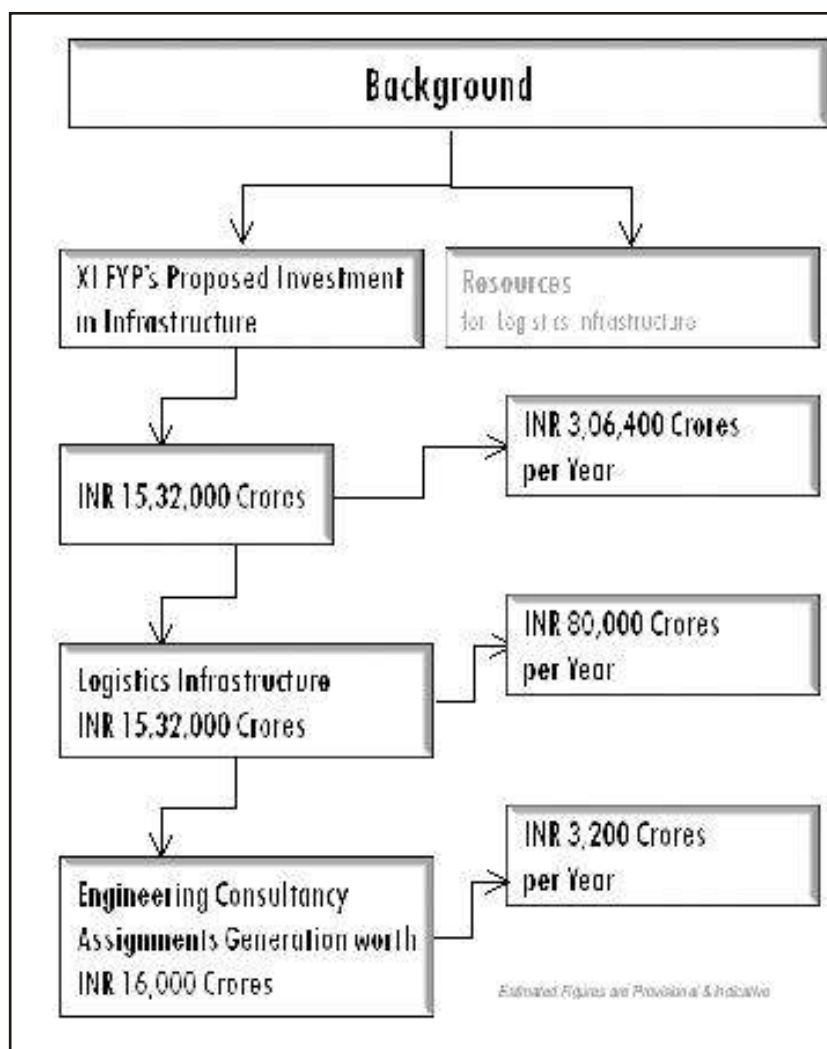 Background
XI FYP's Proposed Investment
in Infrastructure
Resources
for Logistics Infrastructure
INR 15,32,000 Crores
INR 3,06,400 Crores
per Year
Logistics Infrastructure
INR 15,32,000 Crores
INR 80,000 Crores
per Year
Engineering Consultancy
Assignments Generation worth
INR 16,000 Crores
INR 3,200 Crores
per Year
Estimated Figures are Provisional & Indicative